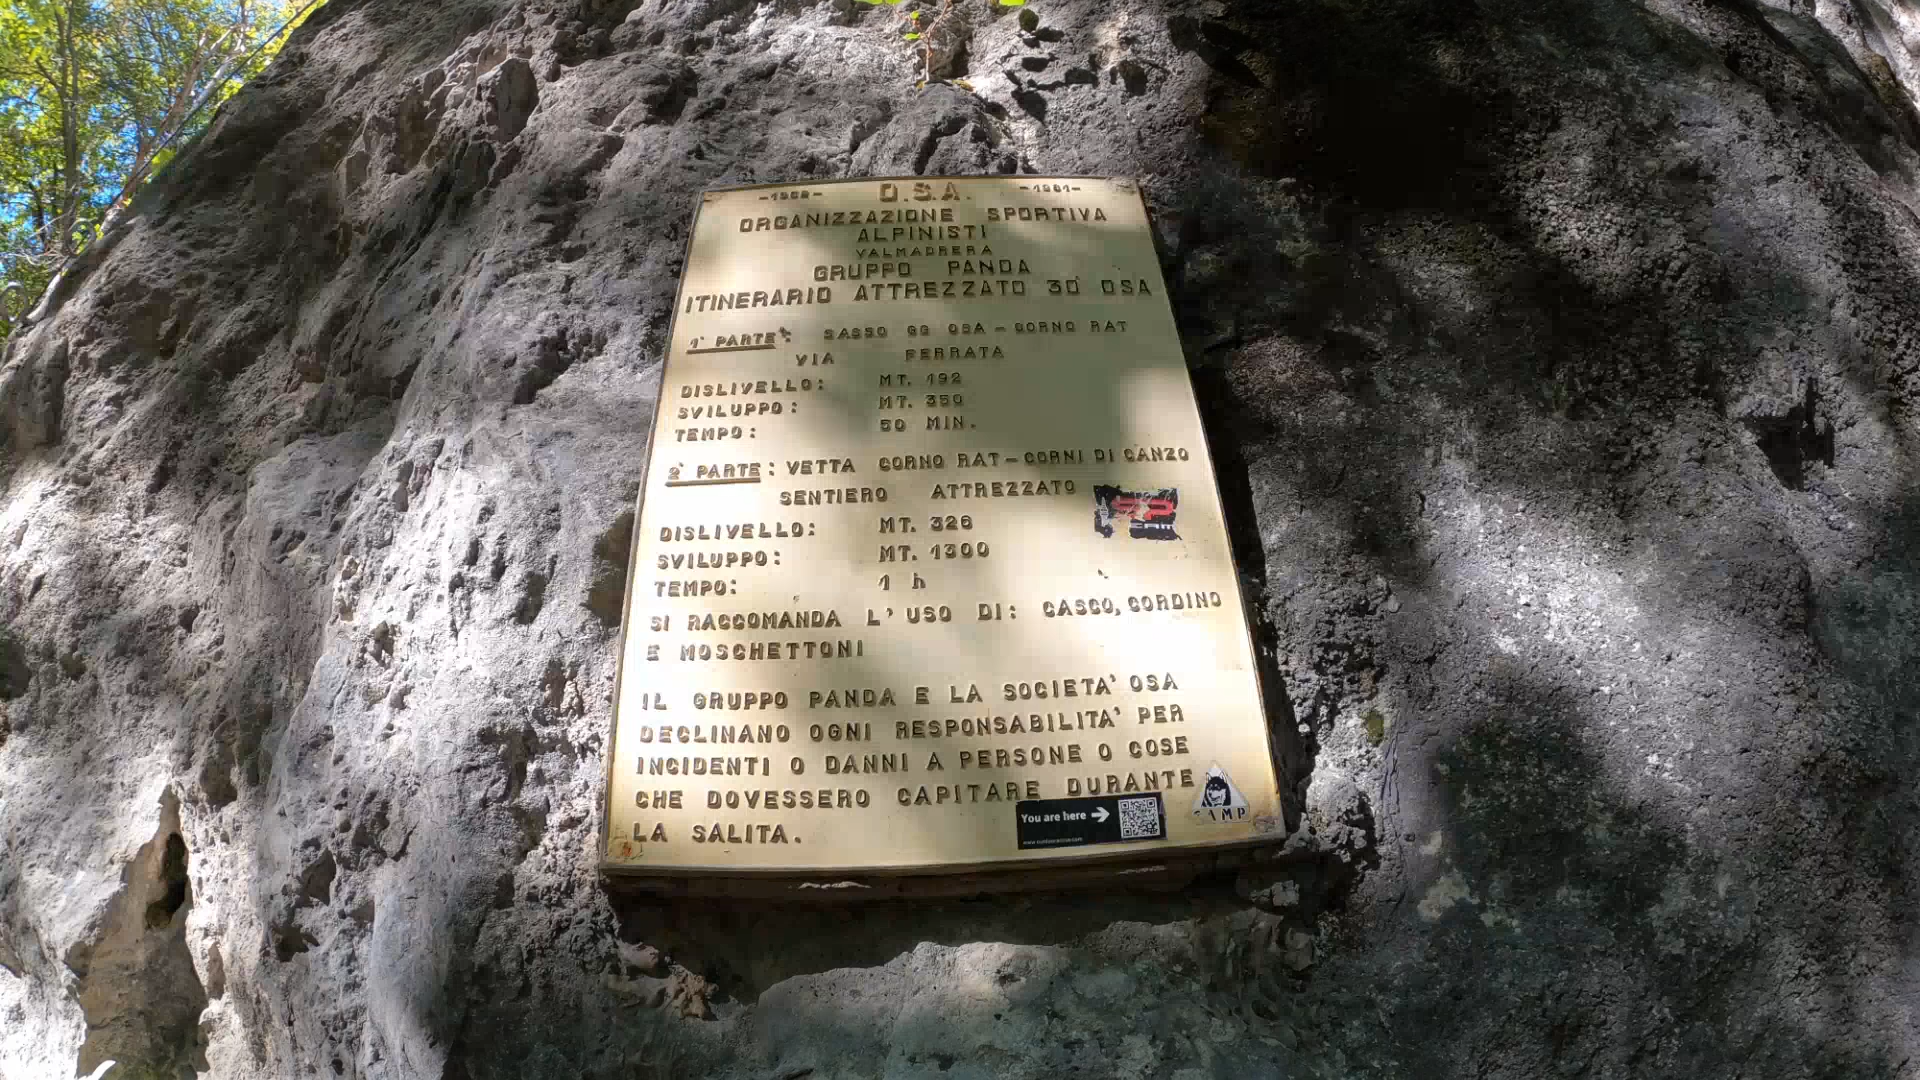 O.S.A. -1981-
ORGANIZZAZIONE SPORTIVA
ALPINISTI
VALMADRERA
GRUPPO PANDA
ITINERARIO ATTREZZATO 30° OSA
1ª PARTE: SASSO GG OSA - CORNO RAT
VIA FERRATA
DISLIVELLO: MT. 192
SVILUPPO: MT. 350
TEMPO: 50 MIN.
2ª PARTE: VETTA CORNO RAT - CORNI DI CANZO
SENTIERO ATTREZZATO
DISLIVELLO: MT. 326
SVILUPPO: MT. 1300
TEMPO: 1 h
SI RACCOMANDA L'USO DI: CASCO, CORDINO
E MOSCHETTONI
IL GRUPPO PANDA E LA SOCIETA' OSA
DECLINANO OGNI RESPONSABILITA' PER
INCIDENTI O DANNI A PERSONE O COSE
CHE DOVESSERO CAPITARE DURANTE
LA SALITA.
You are here →